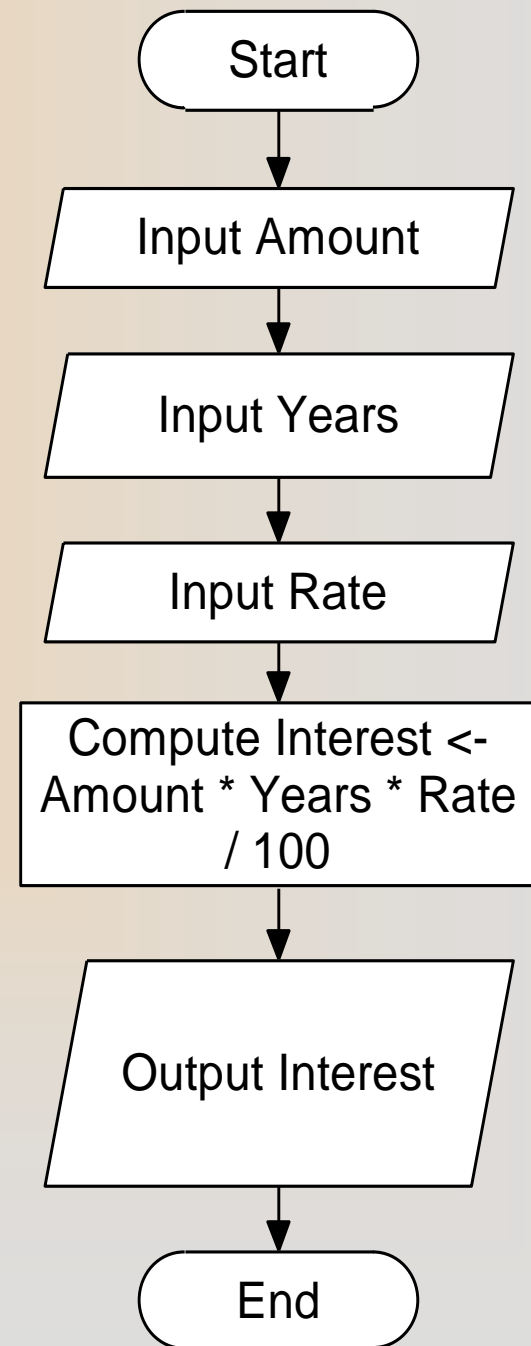 Start
Input Amount
Input Years
Input Rate
Compute Interest <-
Amount * Years * Rate
/ 100
Output Interest
End